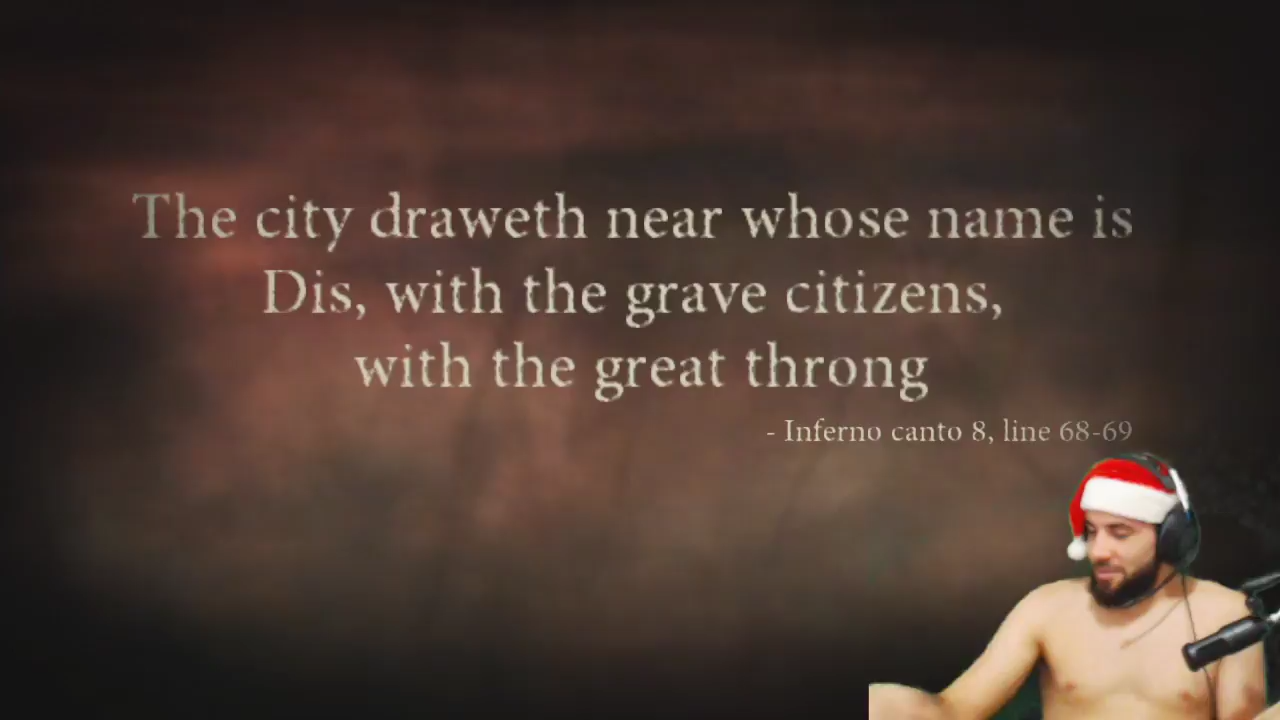 The city draweth near whose name is
Dis, with the grave citizens,
with the great throng
- Inferno canto 8, line 68-69